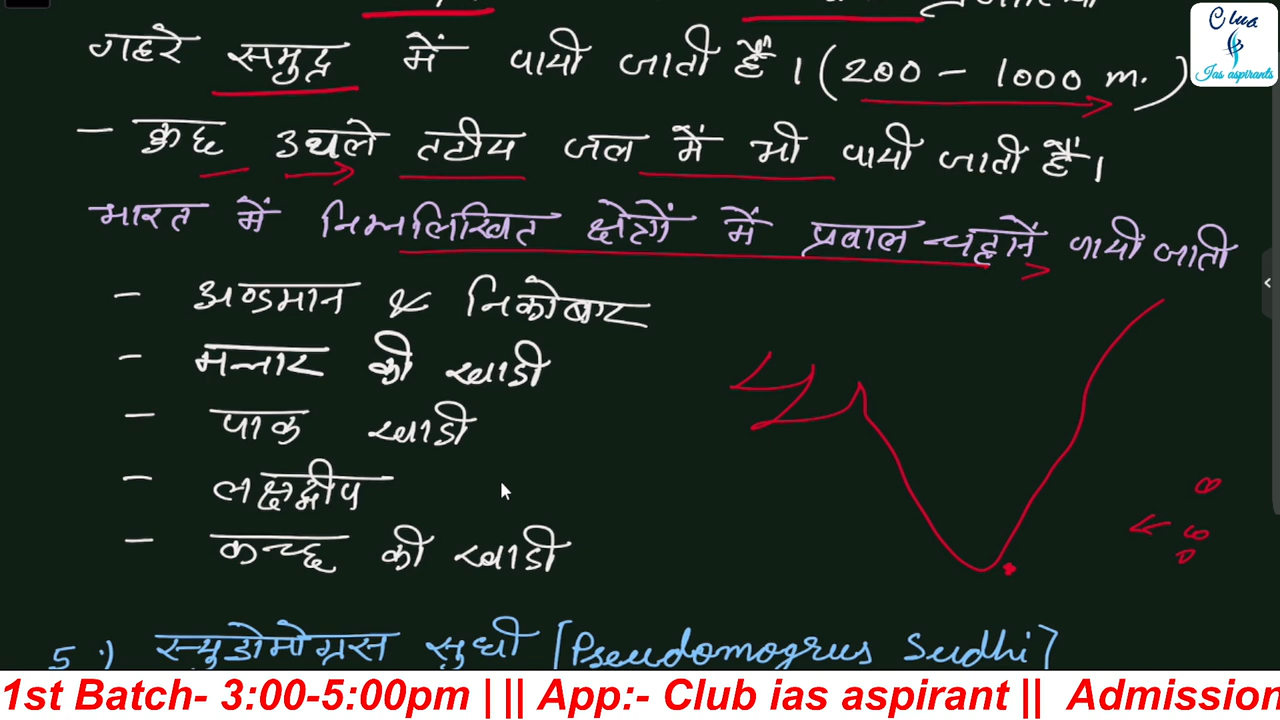 गहरे समुद्र में पायी जाती हैं। (200 - 1000 m.)
Club
Ias aspirants
- कुछ उथले तटीय जल में भी पायी जाती हैं।
भारत में निम्नलिखित क्षेत्रों में प्रवाल चट्टानें पायी जाती
- अण्डमान & निकोबार
- मन्नार की खाडी
- पाक खाडी
- लक्षद्वीप
- कच्छ की खाडी
5.) स्यूडोमोग्रस सुधी [Pseudomogrus Sudhi]
1st Batch- 3:00-5:00pm | || App:- Club ias aspirant || Admission